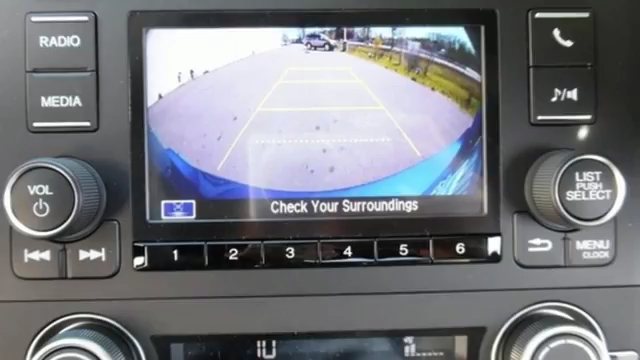 RADIO
MEDIA
VOL
Check Your Surroundings
1 2 3 4 5 6
LIST
PUSH
SELECT
MENU
CLOCK